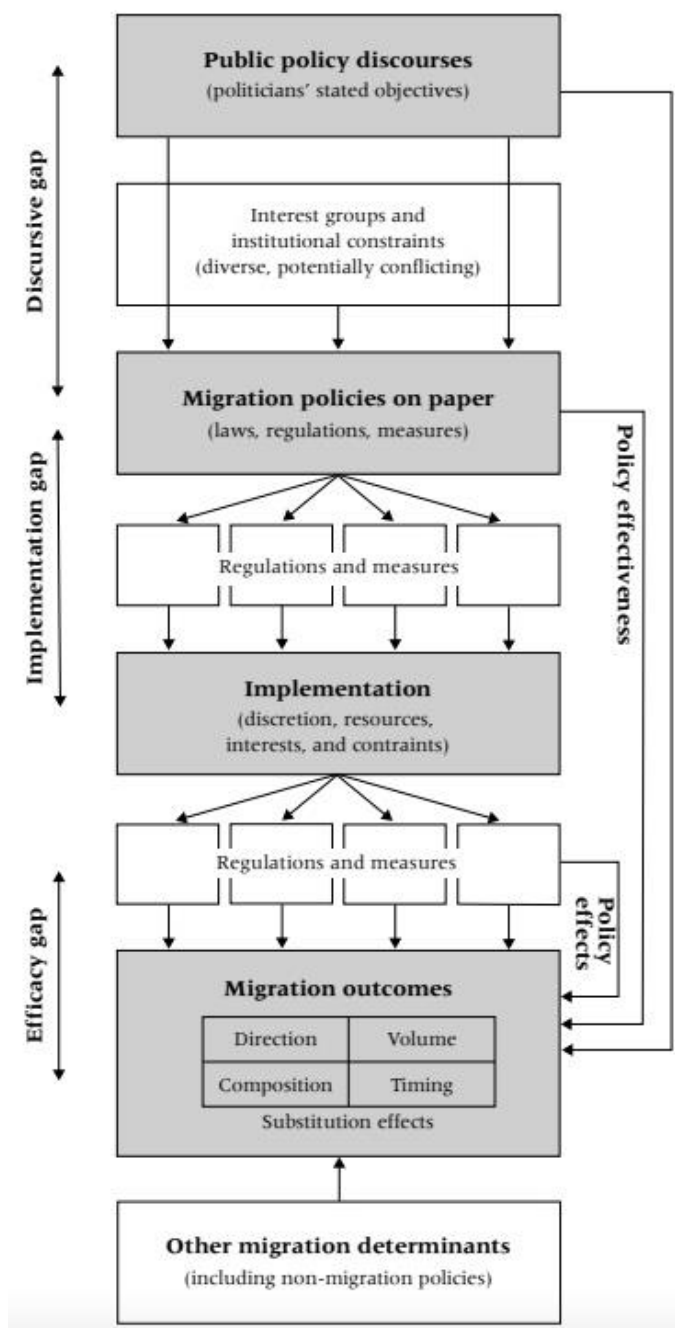 Public policy discourses
(politicians' stated objectives)
Discursive gap
Interest groups and
institutional constraints
(diverse, potentially conflicting)
Migration policies on paper
(laws, regulations, measures)
Policy effectiveness
Implementation gap
Regulations and measures
Implementation
(discretion, resources,
interests, and contraints)
Regulations and measures
Policy
effects
Efficacy gap
Migration outcomes
Direction
Volume
Composition
Timing
Substitution effects
Other migration determinants
(including non-migration policies)